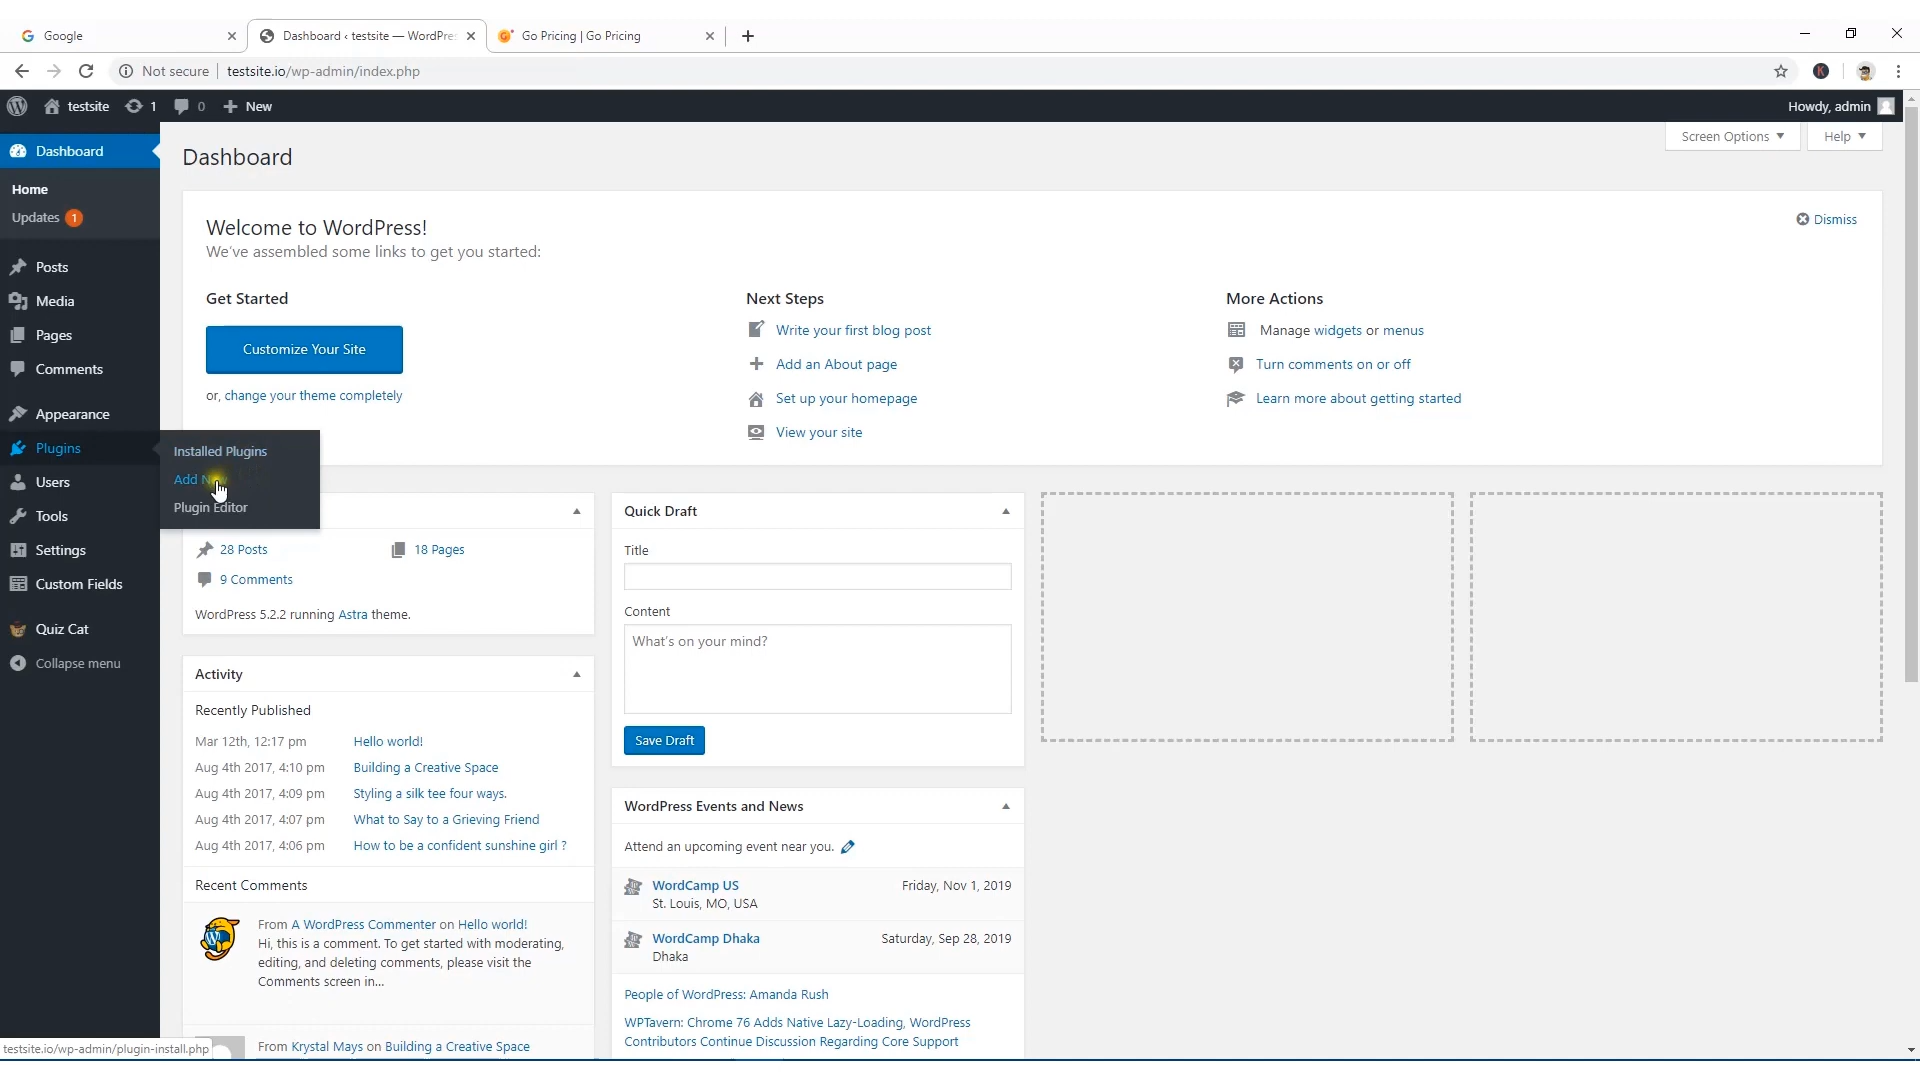 Google
Dashboard ‹ testsite — WordPre
Go Pricing | Go Pricing
Not secure
testsite.io/wp-admin/index.php
K
testsite
1
0
New
Howdy, admin
Dashboard
Home
Updates 1
Posts
Media
Pages
Comments
Appearance
Plugins
Users
Tools
Settings
Custom Fields
Quiz Cat
Collapse menu
Installed Plugins
Add
Plugin Editor
Dashboard
Screen Options
Help
Welcome to WordPress!
We've assembled some links to get you started:
Dismiss
Get Started
Customize Your Site
or, change your theme completely
Next Steps
Write your first blog post
Add an About page
Set up your homepage
View your site
More Actions
Manage widgets or menus
Turn comments on or off
Learn more about getting started
28 Posts
18 Pages
9 Comments
WordPress 5.2.2 running Astra theme.
Activity
Recently Published
Mar 12th, 12:17 pm Hello world!
Aug 4th 2017, 4:10 pm Building a Creative Space
Aug 4th 2017, 4:09 pm Styling a silk tee four ways.
Aug 4th 2017, 4:07 pm What to Say to a Grieving Friend
Aug 4th 2017, 4:06 pm How to be a confident sunshine girl ?
Recent Comments
From A WordPress Commenter on Hello world!
Hi, this is a comment. To get started with moderating,
editing, and deleting comments, please visit the
Comments screen in...
From Krystal Mays on Building a Creative Space
Quick Draft
Title
Content
What's on your mind?
Save Draft
WordPress Events and News
Attend an upcoming event near you.
WordCamp US Friday, Nov 1, 2019
St. Louis, MO, USA
WordCamp Dhaka Saturday, Sep 28, 2019
Dhaka
People of WordPress: Amanda Rush
WPTavern: Chrome 76 Adds Native Lazy-Loading, WordPress
Contributors Continue Discussion Regarding Core Support
testsite.io/wp-admin/plugin-install.php